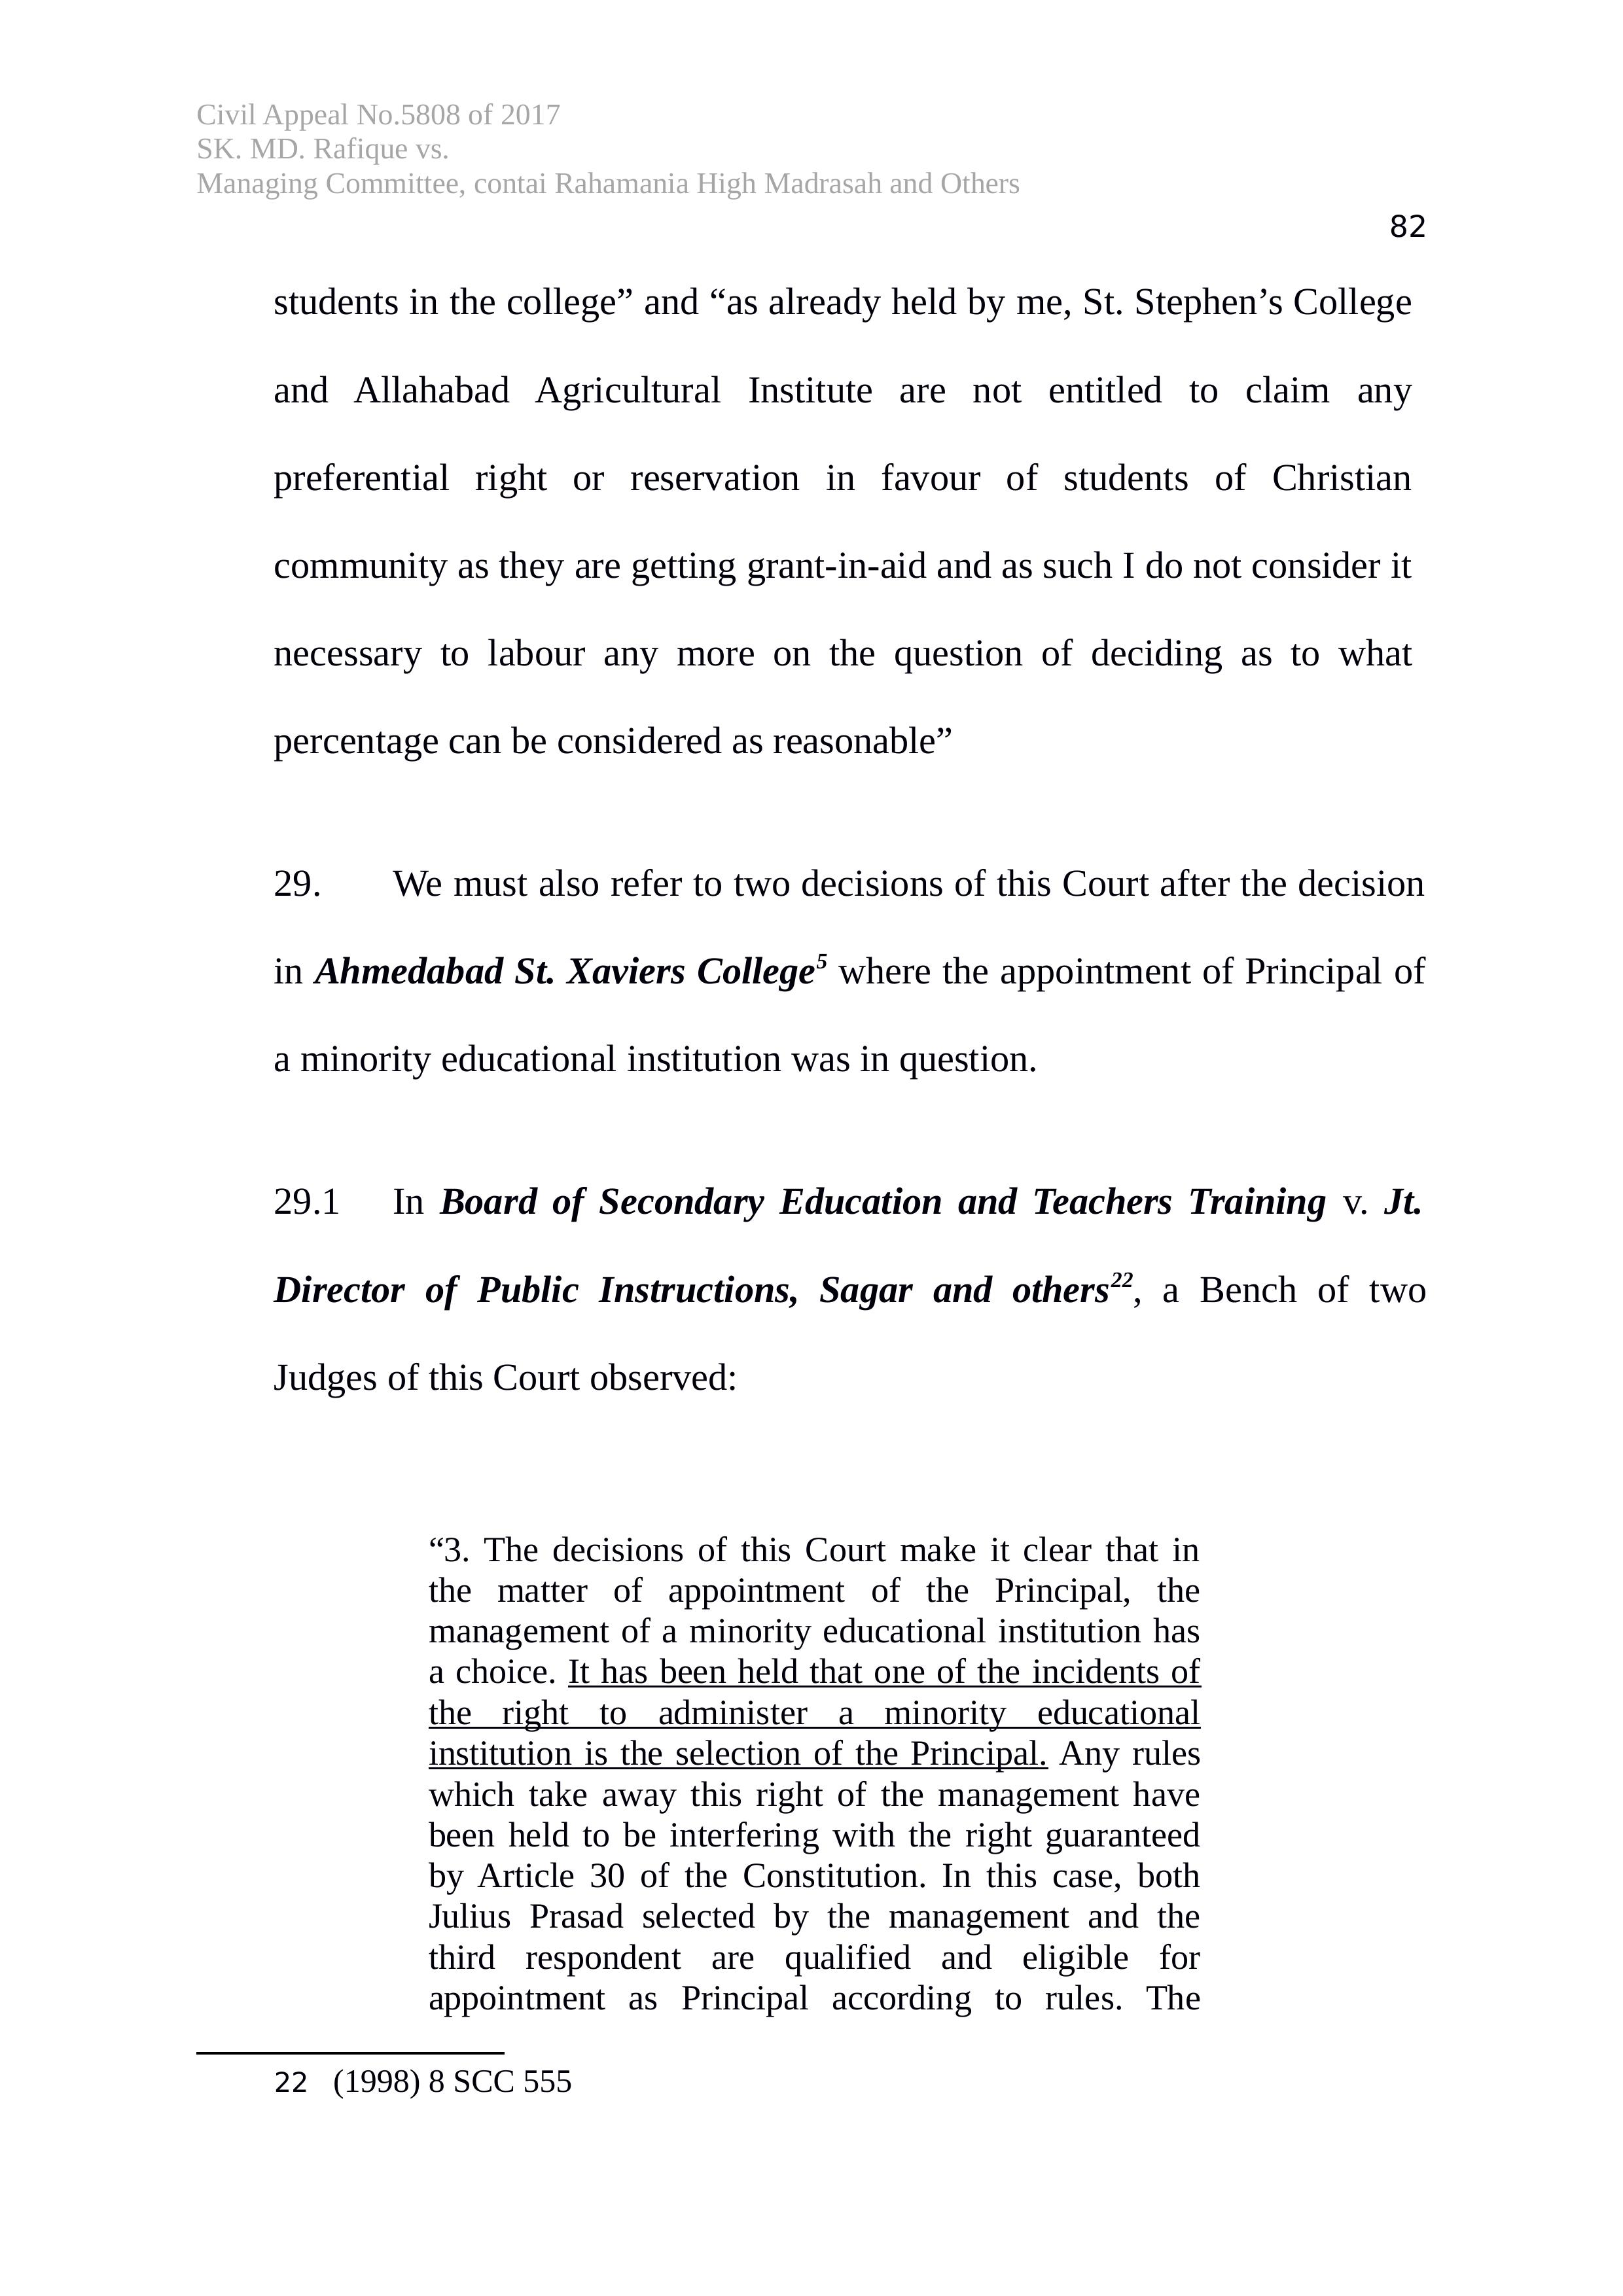 Civil Appeal No.5808 of 2017
SK. MD. Rafique vs.
Managing Committee, contai Rahamania High Madrasah and Others
82
students in the college” and “as already held by me, St. Stephen’s College
and Allahabad Agricultural Institute are not entitled to claim any
preferential right or reservation in favour of students of Christian
community as they are getting grant-in-aid and as such I do not consider it
necessary to labour any more on the question of deciding as to what
percentage can be considered as reasonable”
29. We must also refer to two decisions of this Court after the decision
in Ahmedabad St. Xaviers College5 where the appointment of Principal of
a minority educational institution was in question.
29.1 In Board of Secondary Education and Teachers Training v. Jt.
Director of Public Instructions, Sagar and others22, a Bench of two
Judges of this Court observed:
“3. The decisions of this Court make it clear that in
the matter of appointment of the Principal, the
management of a minority educational institution has
a choice. It has been held that one of the incidents of
the right to administer a minority educational
institution is the selection of the Principal. Any rules
which take away this right of the management have
been held to be interfering with the right guaranteed
by Article 30 of the Constitution. In this case, both
Julius Prasad selected by the management and the
third respondent are qualified and eligible for
appointment as Principal according to rules. The
22 (1998) 8 SCC 555